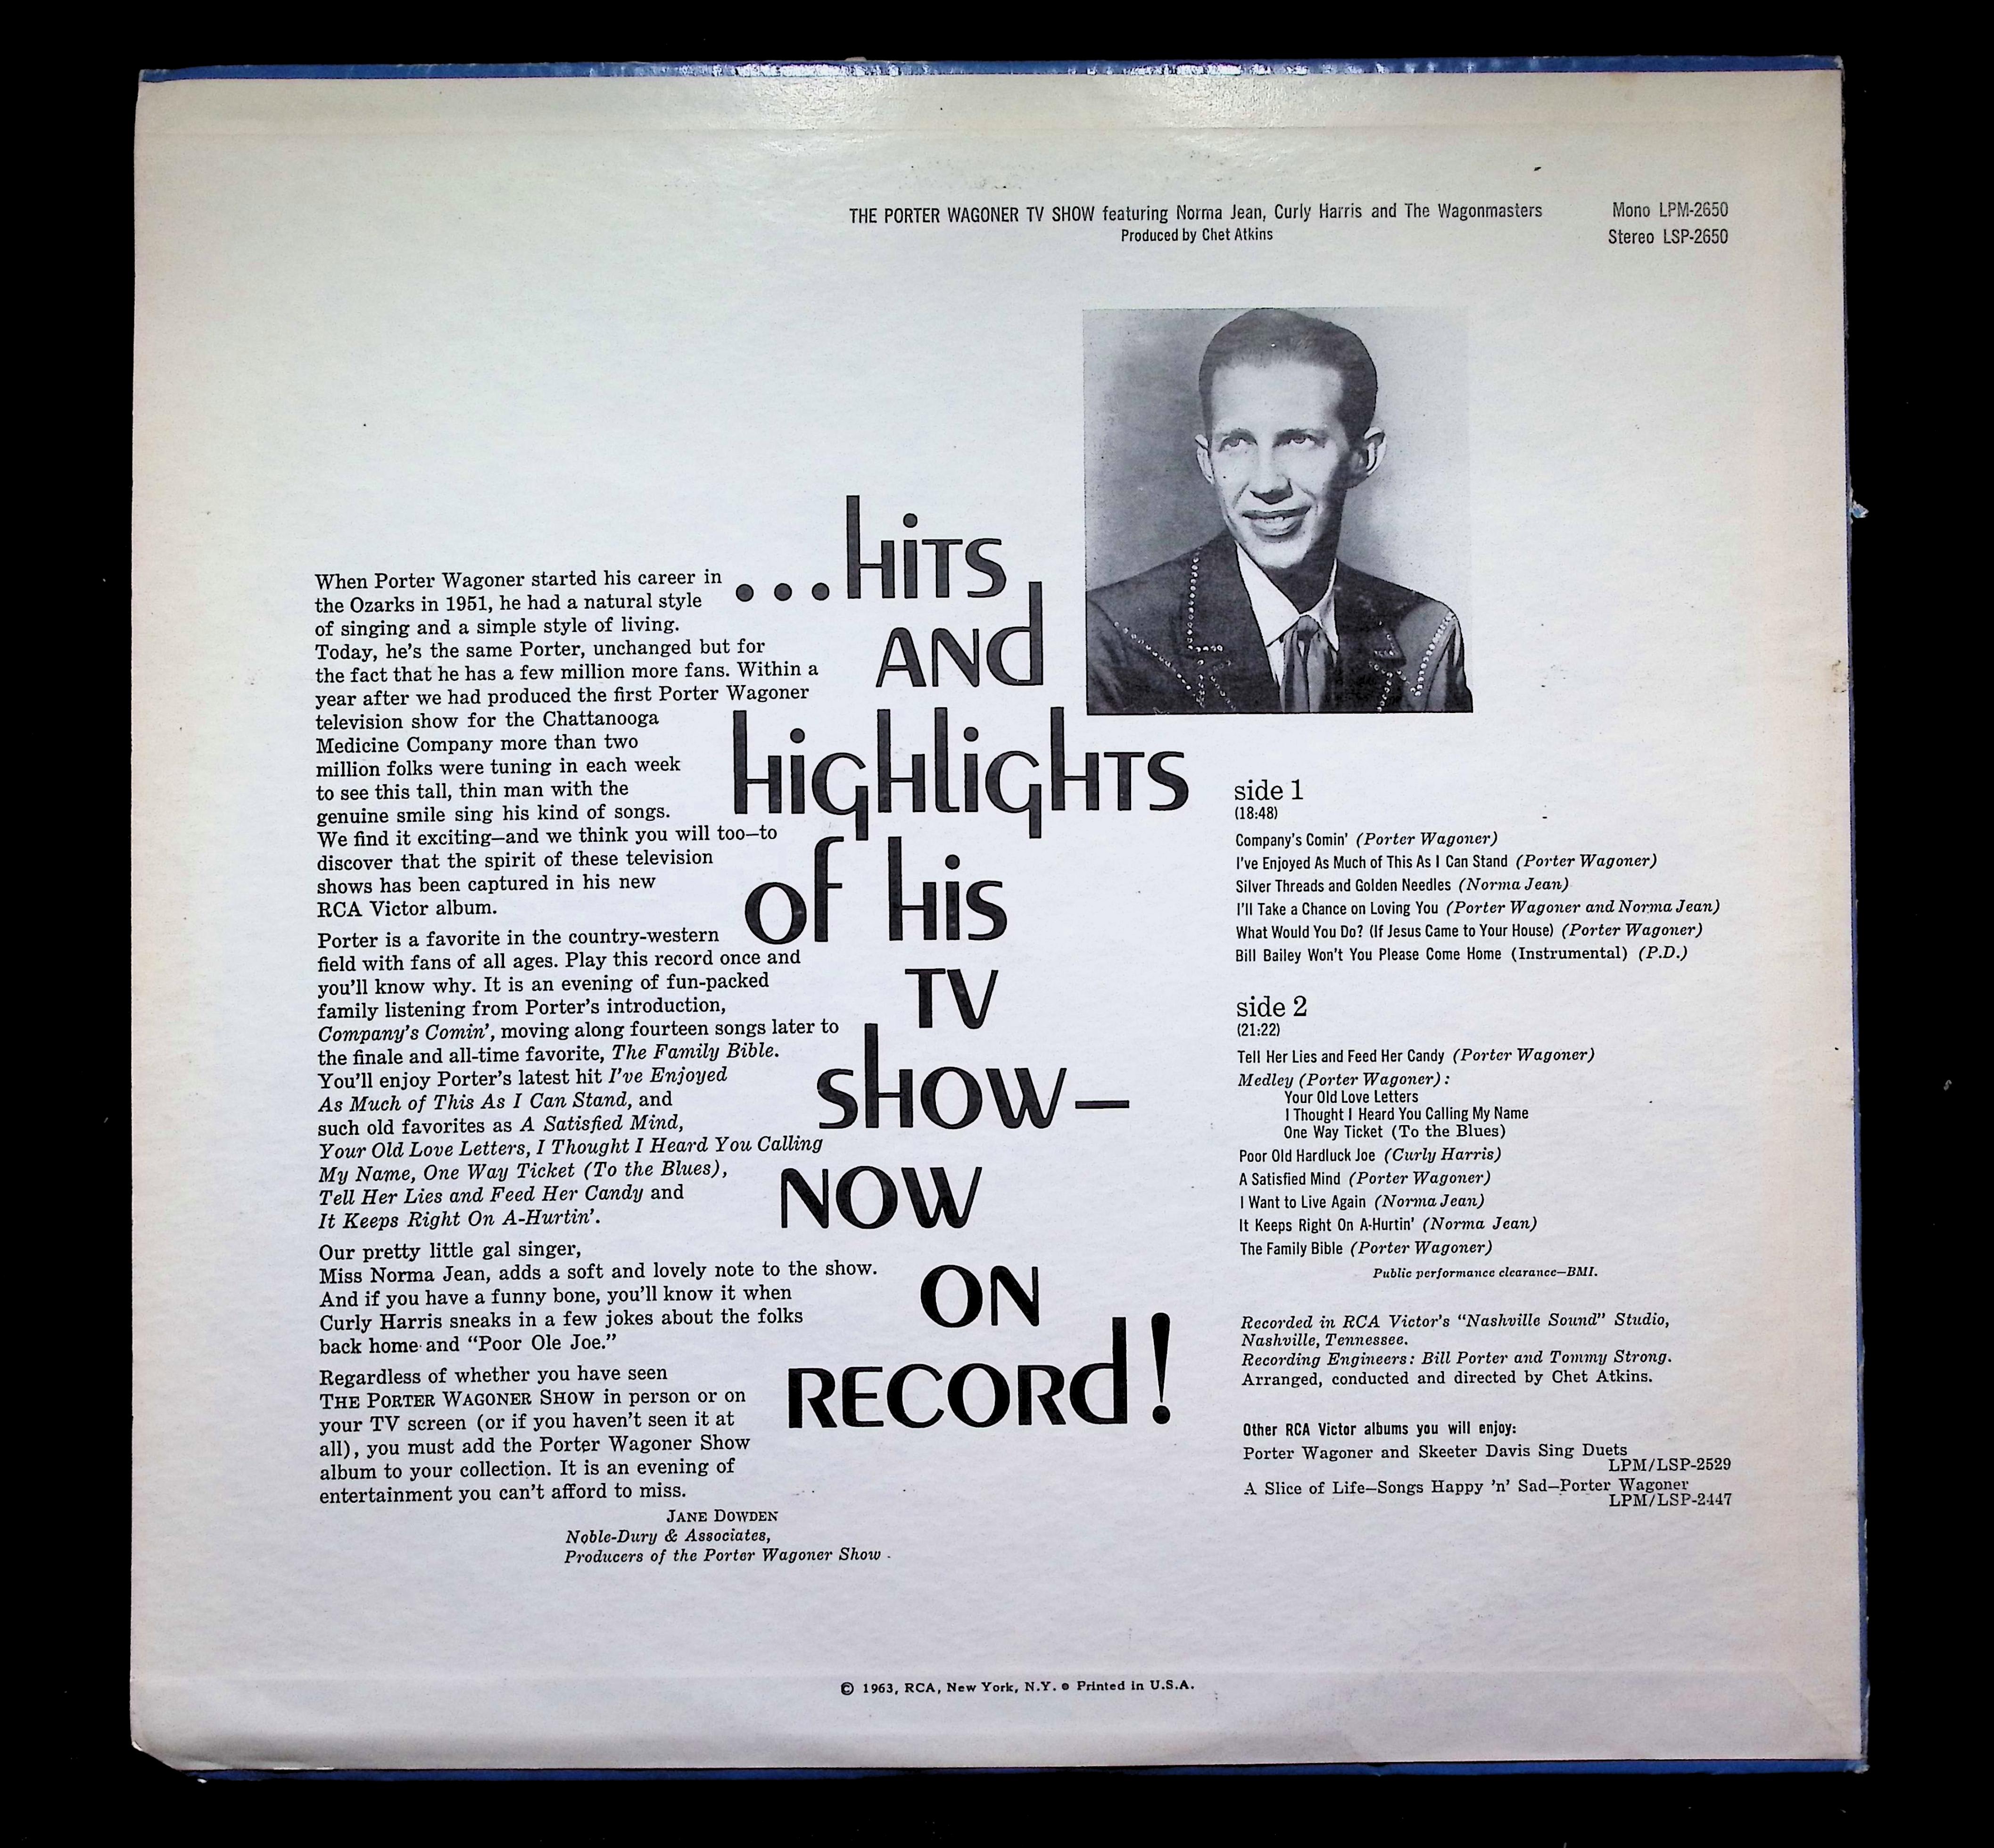 THE PORTER WAGONER TV SHOW featuring Norma Jean, Curly Harris and The Wagonmasters
Produced by Chet Atkins
Mono LPM-2650
Stereo LSP-2650
...hits
and
highlights
of his
TV
show—
NOW
ON
RECORd!
When Porter Wagoner started his career in
the Ozarks in 1951, he had a natural style
of singing and a simple style of living.
Today, he's the same Porter, unchanged but for
the fact that he has a few million more fans. Within a
year after we had produced the first Porter Wagoner
television show for the Chattanooga
Medicine Company more than two
million folks were tuning in each week
to see this tall, thin man with the
genuine smile sing his kind of songs.
We find it exciting—and we think you will too—to
discover that the spirit of these television
shows has been captured in his new
RCA Victor album.
Porter is a favorite in the country-western
field with fans of all ages. Play this record once and
you'll know why. It is an evening of fun-packed
family listening from Porter's introduction,
Company's Comin', moving along fourteen songs later to
the finale and all-time favorite, The Family Bible.
You'll enjoy Porter's latest hit I've Enjoyed
As Much of This As I Can Stand, and
such old favorites as A Satisfied Mind,
Your Old Love Letters, I Thought I Heard You Calling
My Name, One Way Ticket (To the Blues),
Tell Her Lies and Feed Her Candy and
It Keeps Right On A-Hurtin'.
Our pretty little gal singer,
Miss Norma Jean, adds a soft and lovely note to the show.
And if you have a funny bone, you'll know it when
Curly Harris sneaks in a few jokes about the folks
back home and "Poor Ole Joe."
Regardless of whether you have seen
THE PORTER WAGONER SHOW in person or on
your TV screen (or if you haven't seen it at
all), you must add the Porter Wagoner Show
album to your collection. It is an evening of
entertainment you can't afford to miss.
JANE DOWDEN
Noble-Dury & Associates,
Producers of the Porter Wagoner Show
side 1
(18:48)
Company's Comin' (Porter Wagoner)
I've Enjoyed As Much of This As I Can Stand (Porter Wagoner)
Silver Threads and Golden Needles (Norma Jean)
I'll Take a Chance on Loving You (Porter Wagoner and Norma Jean)
What Would You Do? (If Jesus Came to Your House) (Porter Wagoner)
Bill Bailey Won't You Please Come Home (Instrumental) (P.D.)
side 2
(21:22)
Tell Her Lies and Feed Her Candy (Porter Wagoner)
Medley (Porter Wagoner):
Your Old Love Letters
I Thought I Heard You Calling My Name
One Way Ticket (To the Blues)
Poor Old Hardluck Joe (Curly Harris)
A Satisfied Mind (Porter Wagoner)
I Want to Live Again (Norma Jean)
It Keeps Right On A-Hurtin' (Norma Jean)
The Family Bible (Porter Wagoner)
Public performance clearance—BMI.
Recorded in RCA Victor's "Nashville Sound" Studio,
Nashville, Tennessee.
Recording Engineers: Bill Porter and Tommy Strong.
Arranged, conducted and directed by Chet Atkins.
Other RCA Victor albums you will enjoy:
Porter Wagoner and Skeeter Davis Sing Duets
LPM/LSP-2529
A Slice of Life—Songs Happy 'n' Sad—Porter Wagoner
LPM/LSP-2447
© 1963, RCA, New York, N.Y. • Printed in U.S.A.